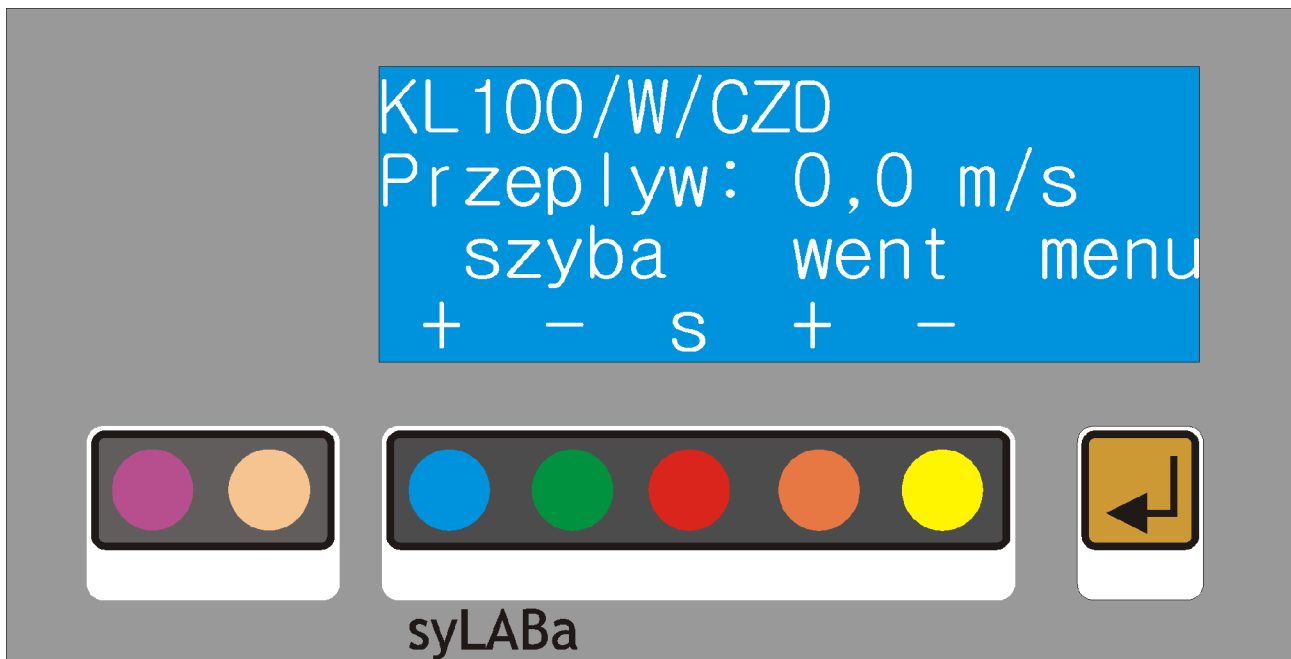 KL100/W/CZD
Przeplyw: 0,0 m/s
szyba went menu
+ - s + -
syLABa